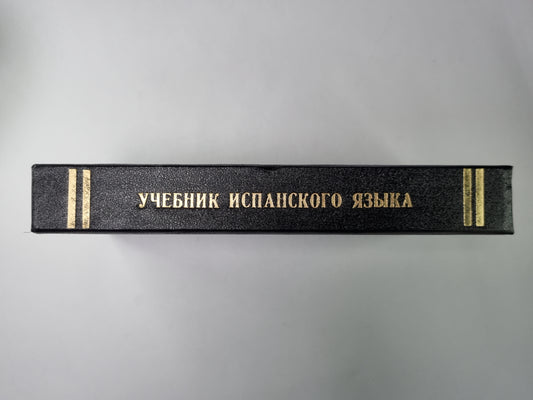 УЧЕБНИК ИСПАНСКОГО ЯЗЫКА